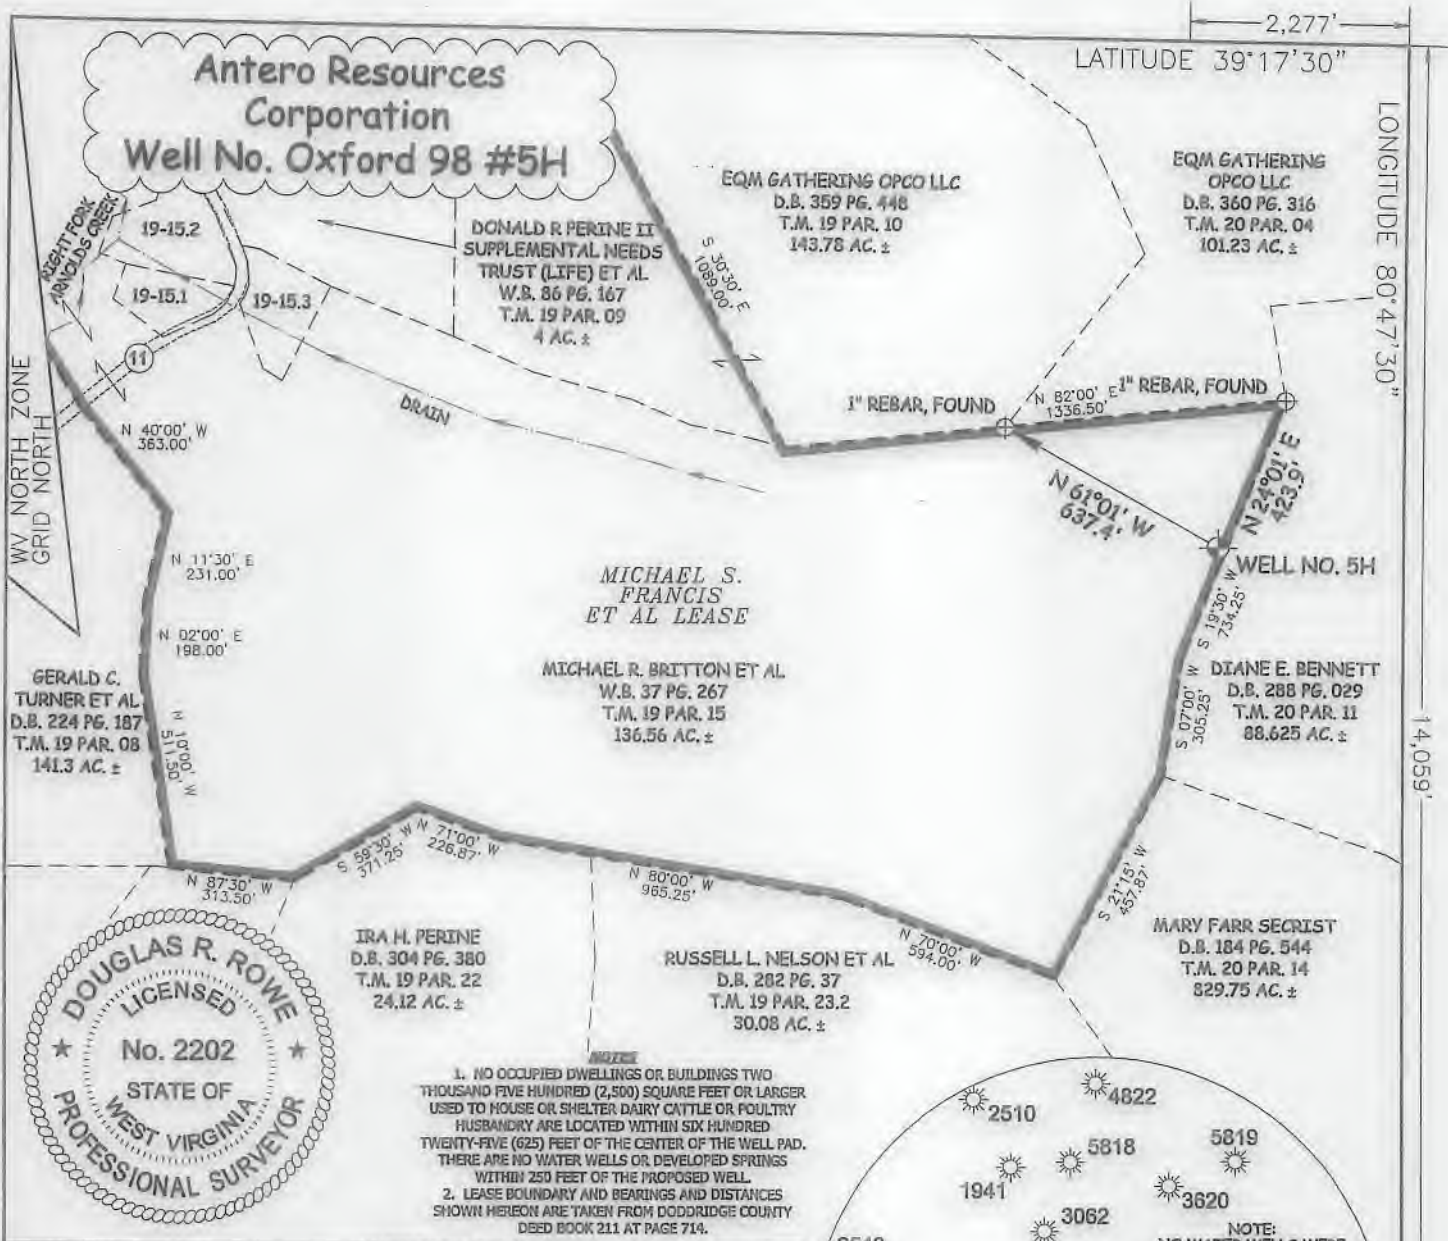 2,277'
LATITUDE 39°17'30"
LONGITUDE 80°47'30"
14,059'
Antero Resources
Corporation
Well No. Oxford 98 #5H
RIGHT FORK
ARNOLDS CREEK
19-15.2
19-15.1
19-15.3
11
WV NORTH ZONE
GRID NORTH
DONALD R PERINE II
SUPPLEMENTAL NEEDS
TRUST (LIFE) ET AL
W.B. 86 PG. 167
T.M. 19 PAR. 09
4 AC. ±
EQM GATHERING OPCO LLC
D.B. 359 PG. 448
T.M. 19 PAR. 10
143.78 AC. ±
EQM GATHERING
OPCO LLC
D.B. 360 PG. 316
T.M. 20 PAR. 04
101.23 AC. ±
S 30°30' E
1089.00'
DRAIN
1" REBAR, FOUND
N 82°00' E
1336.50'
1" REBAR, FOUND
N 61°01' W
637.4'
N 24°01' E
423.9'
WELL NO. 5H
N 40°00' W
363.00'
N 11°30' E
231.00'
N 02°00' E
198.00'
N 10°00' W
511.50'
MICHAEL S.
FRANCIS
ET AL LEASE
MICHAEL R. BRITTON ET AL
W.B. 37 PG. 267
T.M. 19 PAR. 15
136.56 AC. ±
S 19°30' W
734.25'
S 07°00' W
305.25'
DIANE E. BENNETT
D.B. 288 PG. 029
T.M. 20 PAR. 11
88.625 AC. ±
GERALD C.
TURNER ET AL
D.B. 224 PG. 187
T.M. 19 PAR. 08
141.3 AC. ±
N 87°30' W
313.50'
S 59°30' W
371.25'
N 71°00' W
226.87'
N 80°00' W
965.25'
N 70°00' W
594.00'
S 21°15' W
457.87'
MARY FARR SECRIST
D.B. 184 PG. 544
T.M. 20 PAR. 14
829.75 AC. ±
IRA H. PERINE
D.B. 304 PG. 380
T.M. 19 PAR. 22
24.12 AC. ±
RUSSELL L. NELSON ET AL
D.B. 282 PG. 37
T.M. 19 PAR. 23.2
30.08 AC. ±
DOUGLAS R. ROWE
LICENSED
No. 2202
STATE OF
WEST VIRGINIA
PROFESSIONAL SURVEYOR
NOTES
1. NO OCCUPIED DWELLINGS OR BUILDINGS TWO
THOUSAND FIVE HUNDRED (2,500) SQUARE FEET OR LARGER
USED TO HOUSE OR SHELTER DAIRY CATTLE OR POULTRY
HUSBANDRY ARE LOCATED WITHIN SIX HUNDRED
TWENTY-FIVE (625) FEET OF THE CENTER OF THE WELL PAD.
THERE ARE NO WATER WELLS OR DEVELOPED SPRINGS
WITHIN 250 FEET OF THE PROPOSED WELL.
2. LEASE BOUNDARY AND BEARINGS AND DISTANCES
SHOWN HEREON ARE TAKEN FROM DODDRIDGE COUNTY
DEED BOOK 211 AT PAGE 714.
2510
4822
5818
5819
1941
3620
3062
NOTE: